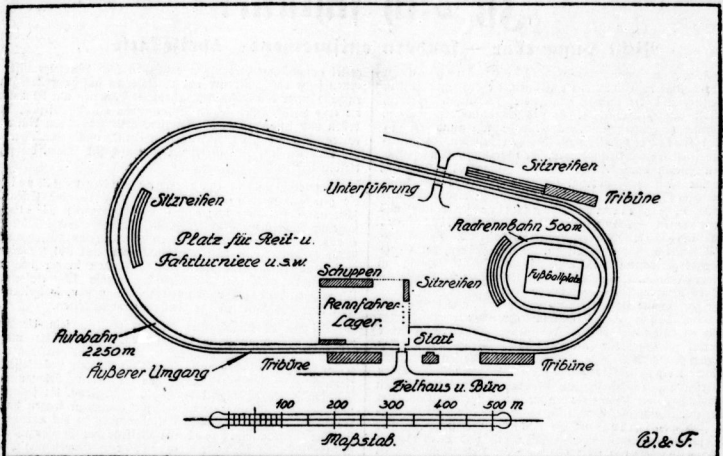 Sitzreihen
Unterführung
Tribüne
Sitzreihen
Radrennbahn 500m
Platz für Reit- u.
Fahrturniere u.s.w.
Fußballplatz
Schuppen
Sitzreihen
Rennfahrer
Lager.
Autobahn
2250 m
Start
Äußerer Umgang
Tribüne
Tribüne
Zielhaus u. Büro
100 200 300 400 500 m
Maßstab.
W. & F.